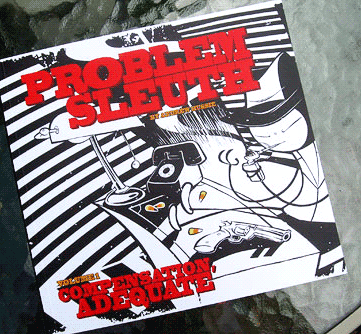 PROBLEM
SLEUTH
BY ANDREW HUSSIE
VOLUME 1
COMPENSATION,
ADEQUATE